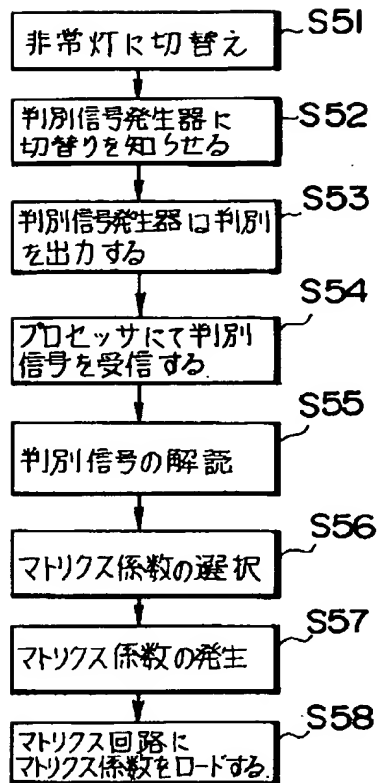 非常灯に切替え
S51
判別信号発生器に
切替りを知らせる
S52
判別信号発生器は判別
を出力する
S53
プロセッサにて判別
信号を受信する
S54
判別信号の解読
S55
マトリクス係数の選択
S56
マトリクス係数の発生
S57
マトリクス回路に
マトリクス係数をロードする
S58